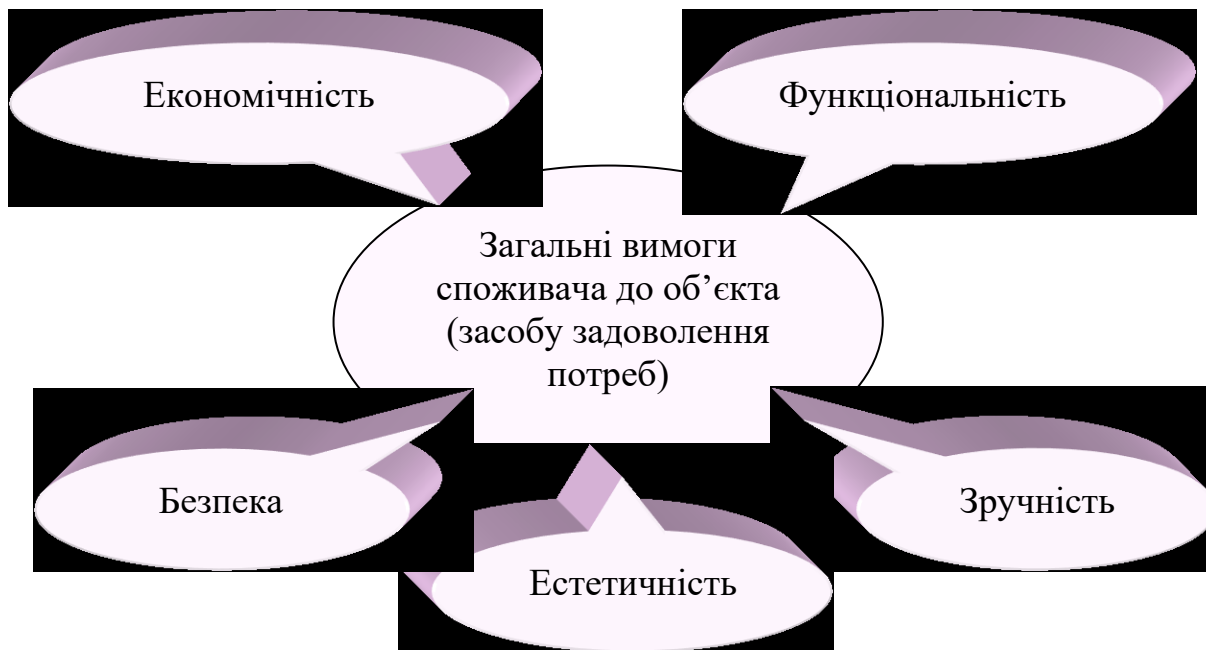 Економічність
Функціональність
Загальні вимоги
споживача до об’єкта
(засобу задоволення
потреб)
Безпека
Зручність
Естетичність